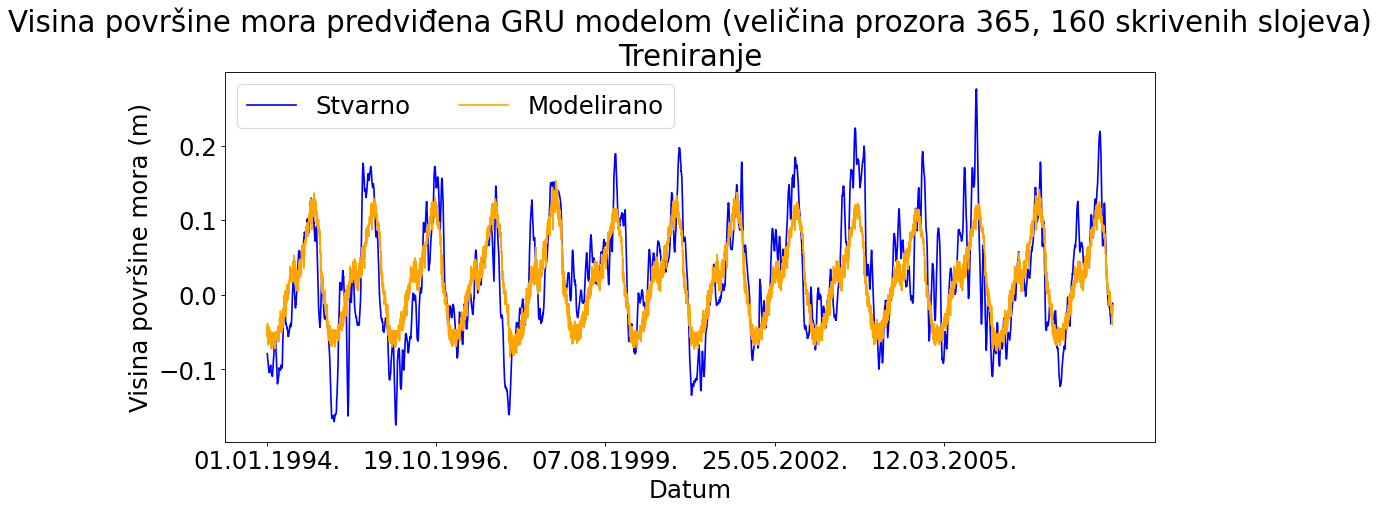 Visina površine mora predviđena GRU modelom (veličina prozora 365, 160 skrivenih slojeva)
Treniranje
Stvarno
Modelirano
Visina površine mora (m)
0.2
0.1
0.0
−0.1
01.01.1994.
19.10.1996.
07.08.1999.
25.05.2002.
12.03.2005.
Datum